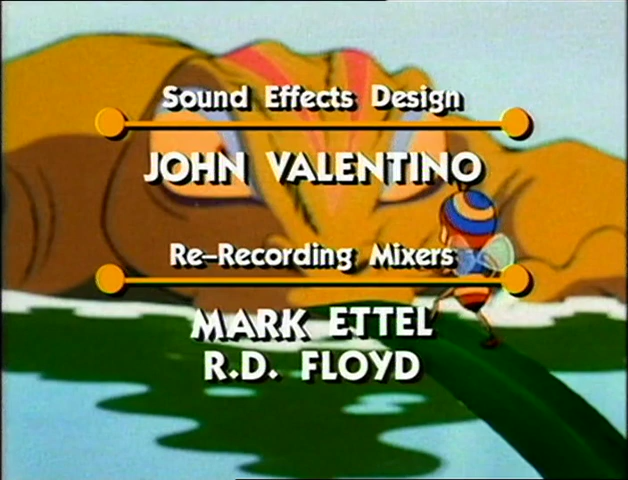 Sound Effects Design
JOHN VALENTINO
Re-Recording Mixers
MARK ETTEL
R.D. FLOYD